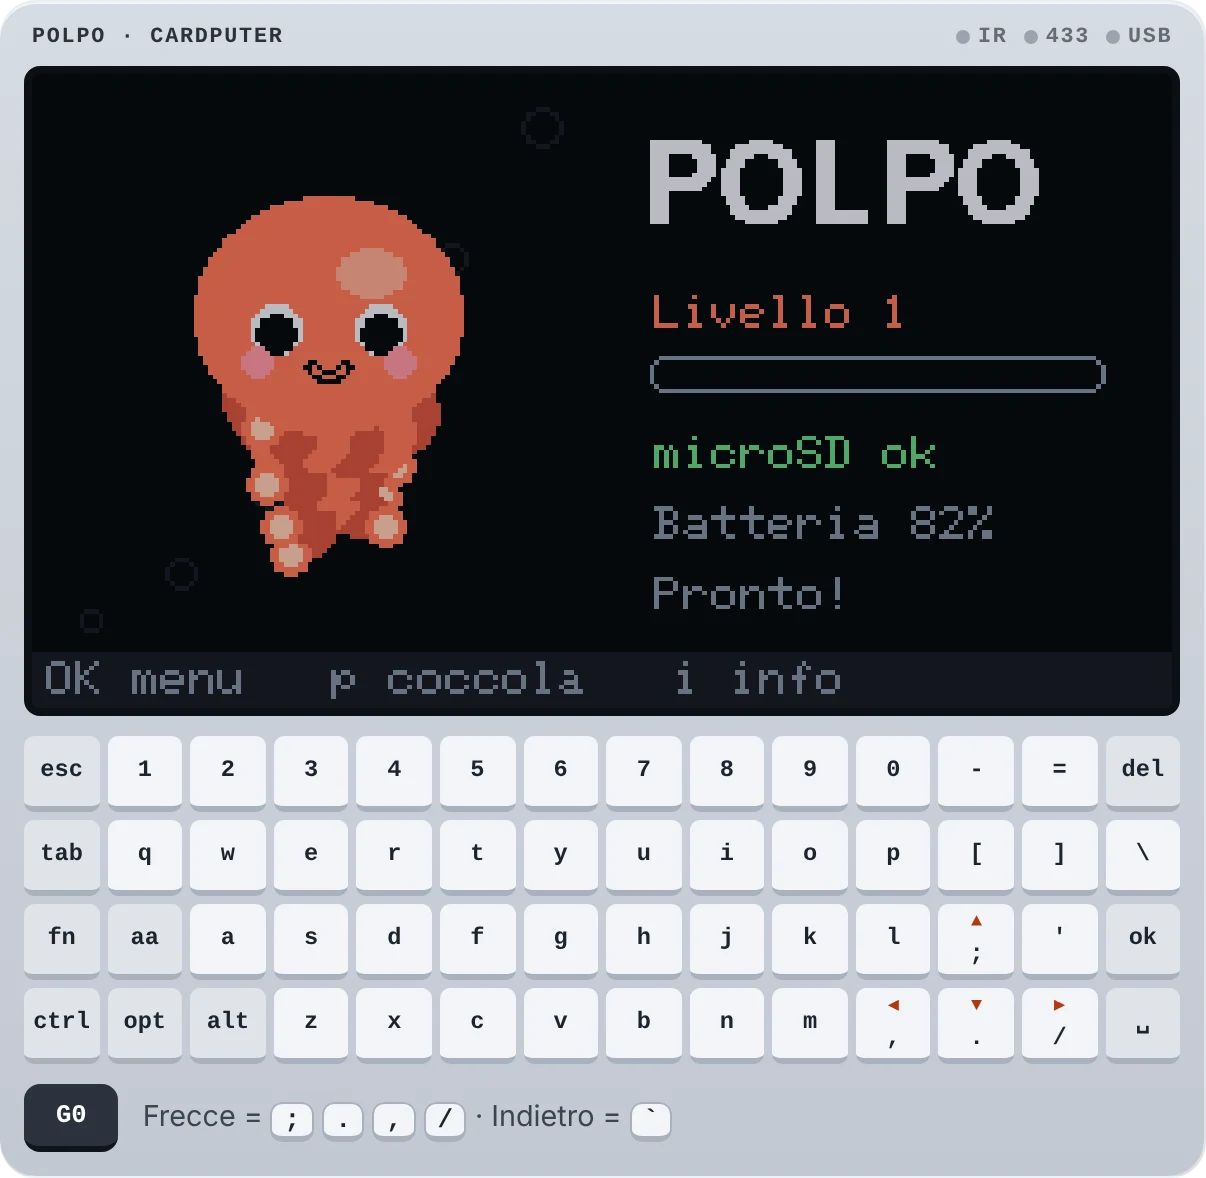 POLPO · CARDPUTER
IR 433 USB
POLPO
Livello 1
microSD ok
Batteria 82%
Pronto!
OK menu p coccola i info
esc 1 2 3 4 5 6 7 8 9 0 - = del
tab q w e r t y u i o p [ ] \
fn aa a s d f g h j k l ▲ ; ' ok
ctrl opt alt z x c v b n m ◀ , ▼ . ▶ / ␣
G0 Frecce = ; . , / · Indietro = `